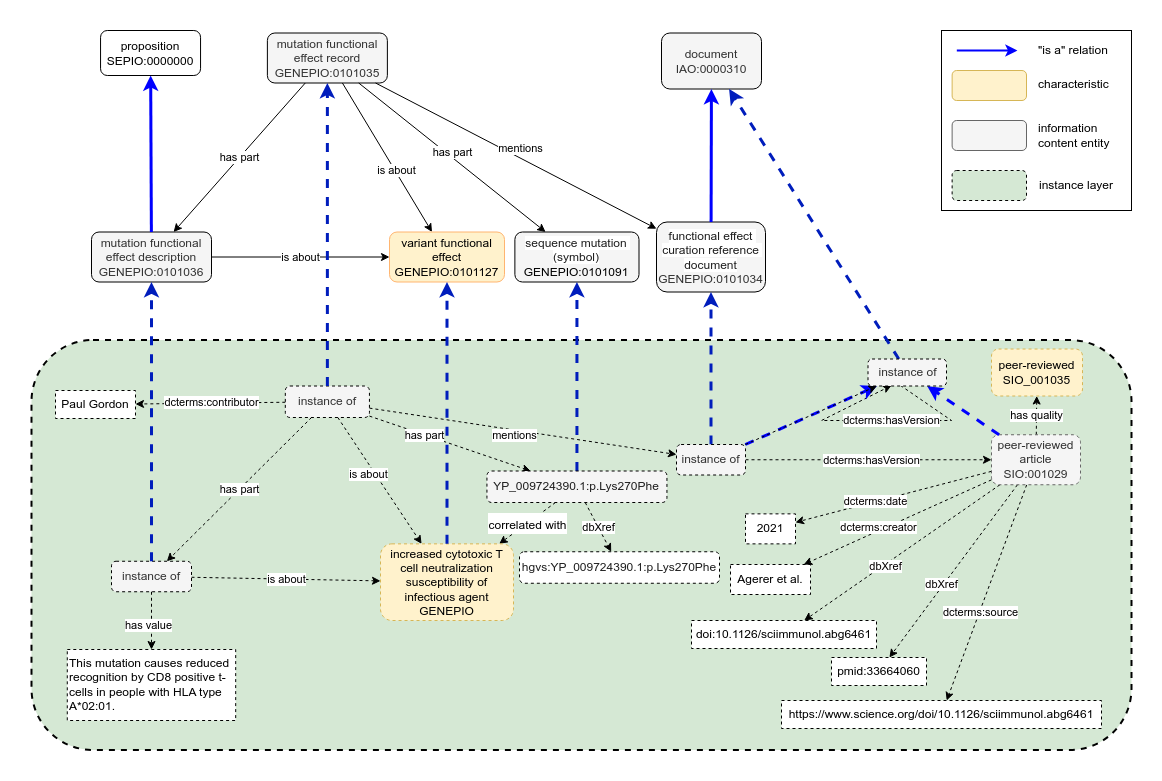 proposition
SEPIO:0000000
mutation functional
effect record
GENEPIO:0101035
document
IAO:0000310
"is a" relation
characteristic
information
content entity
instance layer
has part
is about
has part
mentions
mutation functional
effect description
GENEPIO:0101036
is about
variant functional
effect
GENEPIO:0101127
sequence mutation
(symbol)
GENEPIO:0101091
functional effect
curation reference
document
GENEPIO:0101034
instance of
peer-reviewed
SIO_001035
Paul Gordon
dcterms:contributor
instance of
dcterms:hasVersion
has quality
has part
mentions
instance of
dcterms:hasVersion
peer-reviewed
article
SIO:001029
has part
is about
YP_009724390.1:p.Lys270Phe
correlated with
dbXref
dcterms:date
2021
dcterms:creator
Agerer et al.
dbXref
dbXref
dcterms:source
instance of
is about
increased cytotoxic T
cell neutralization
susceptibility of
infectious agent
GENEPIO
hgvs:YP_009724390.1:p.Lys270Phe
has value
This mutation causes reduced
recognition by CD8 positive t-
cells in people with HLA type
A*02:01.
doi:10.1126/sciimmunol.abg6461
pmid:33664060
https://www.science.org/doi/10.1126/sciimmunol.abg6461